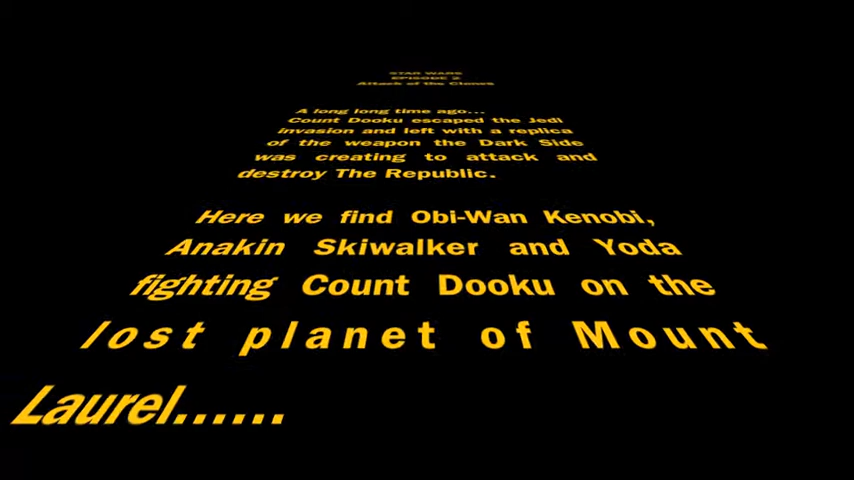 STAR WARS
EPISODE 2
Attack of the Clones
A long long time ago...
Count Dooku escaped the Jedi
invasion and left with a replica
of the weapon the Dark Side
was creating to attack and
destroy The Republic.
Here we find Obi-Wan Kenobi,
Anakin Skiwalker and Yoda
fighting Count Dooku on the
lost planet of Mount
Laurel......